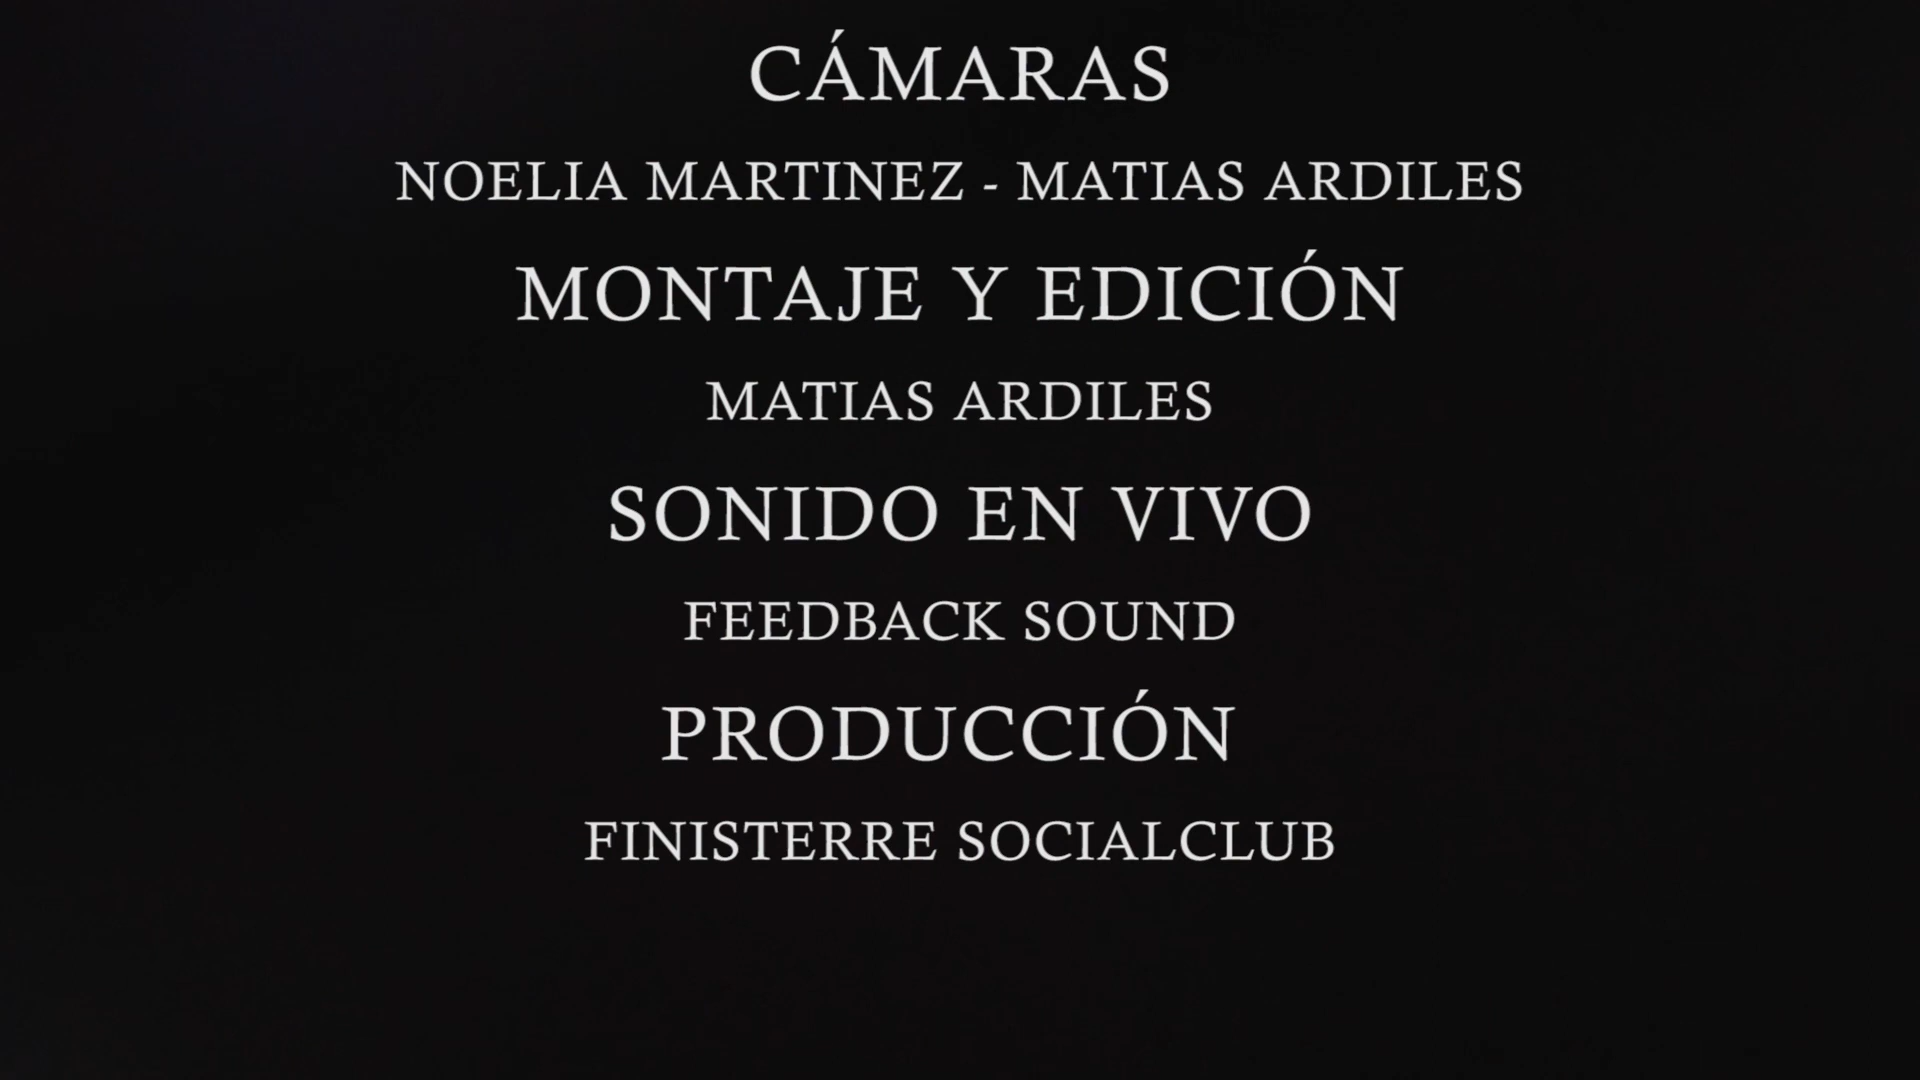 CÁMARAS
NOELIA MARTINEZ - MATIAS ARDILES
MONTAJE Y EDICIÓN
MATIAS ARDILES
SONIDO EN VIVO
FEEDBACK SOUND
PRODUCCIÓN
FINISTERRE SOCIALCLUB